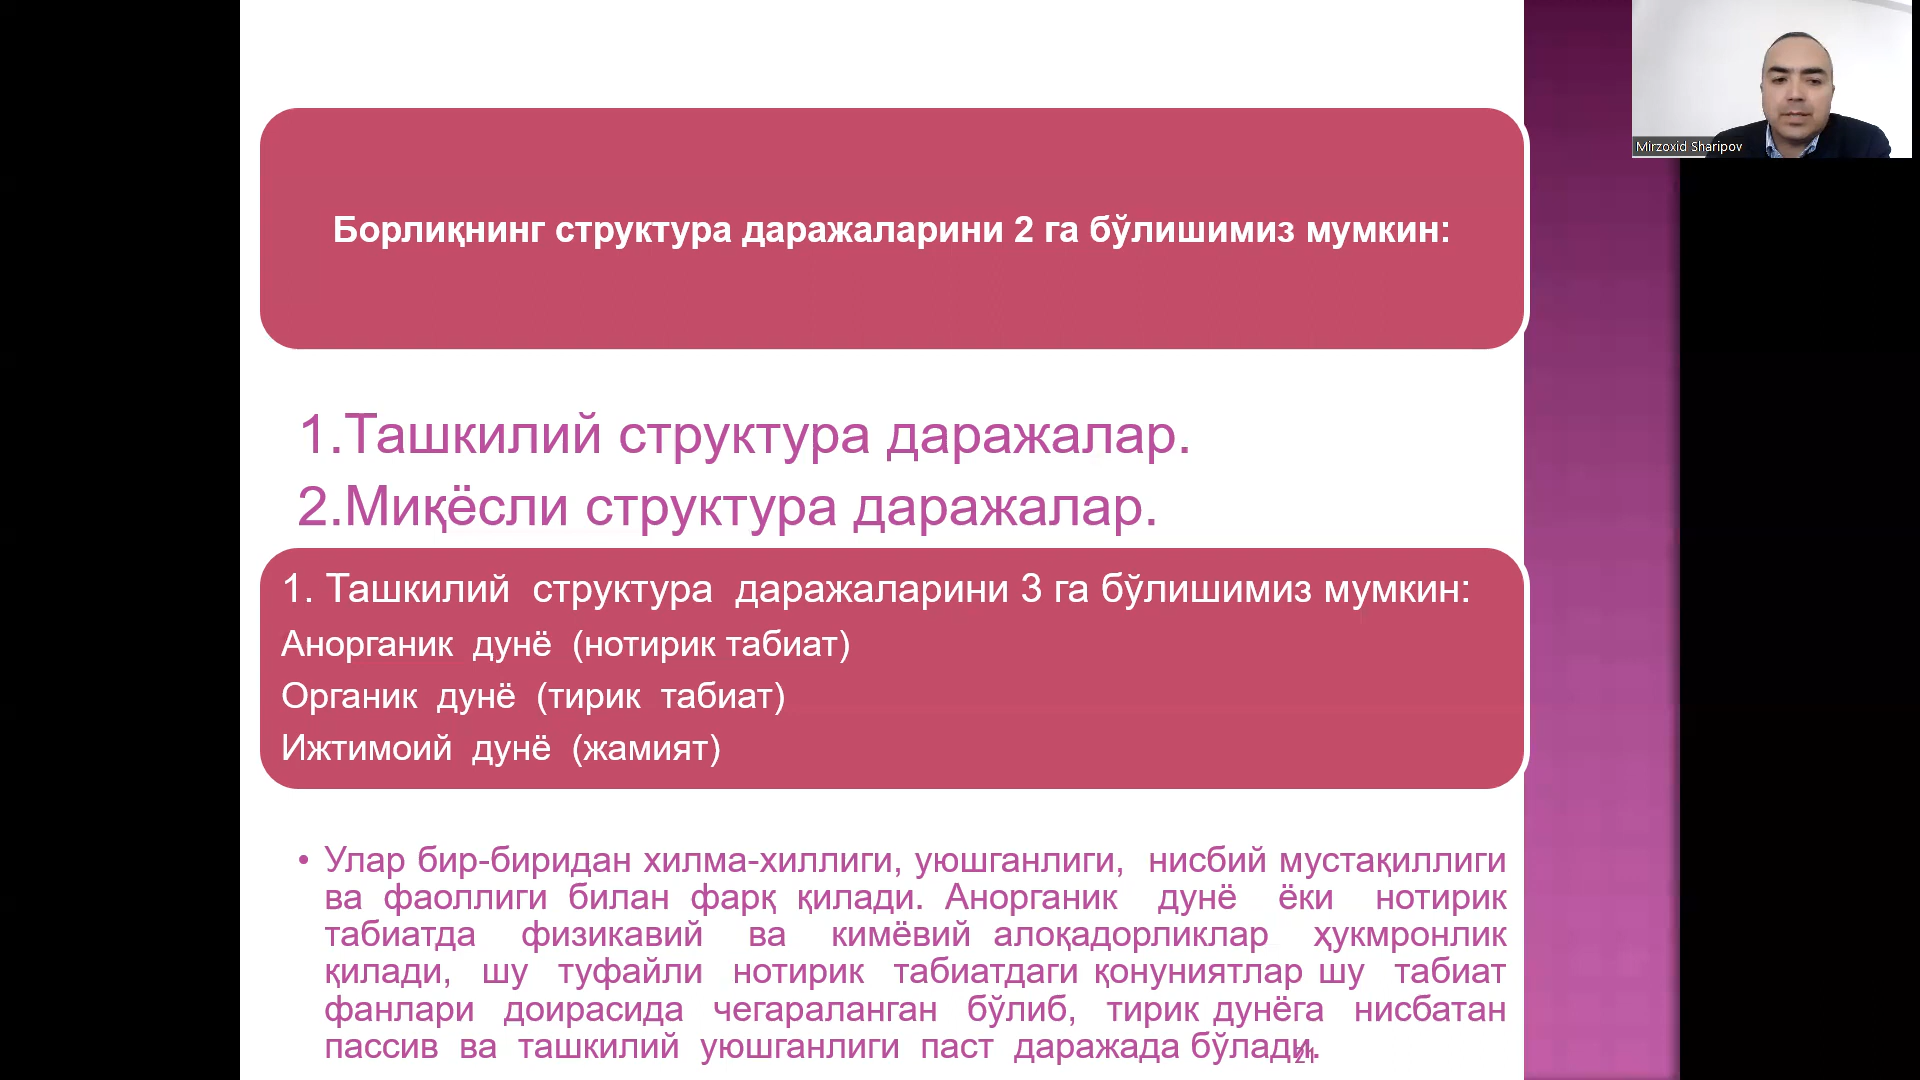 Mirzoxid Sharipov
Борлиқнинг структура даражаларини 2 га бўлишимиз мумкин:
1.Ташкилий структура даражалар.
2.Миқёсли структура даражалар.
1. Ташкилий структура даражаларини 3 га бўлишимиз мумкин:
Анорганик дунё (нотирик табиат)
Органик дунё (тирик табиат)
Ижтимоий дунё (жамият)
• Улар бир-биридан хилма-хиллиги, уюшганлиги, нисбий мустақиллиги
ва фаоллиги билан фарқ қилади. Анорганик дунё ёки нотирик
табиатда физикавий ва кимёвий алоқадорликлар ҳукмронлик
қилади, шу туфайли нотирик табиатдаги қонуниятлар шу табиат
фанлари доирасида чегараланган бўлиб, тирик дунёга нисбатан
пассив ва ташкилий уюшганлиги паст даражада бўлади.
21